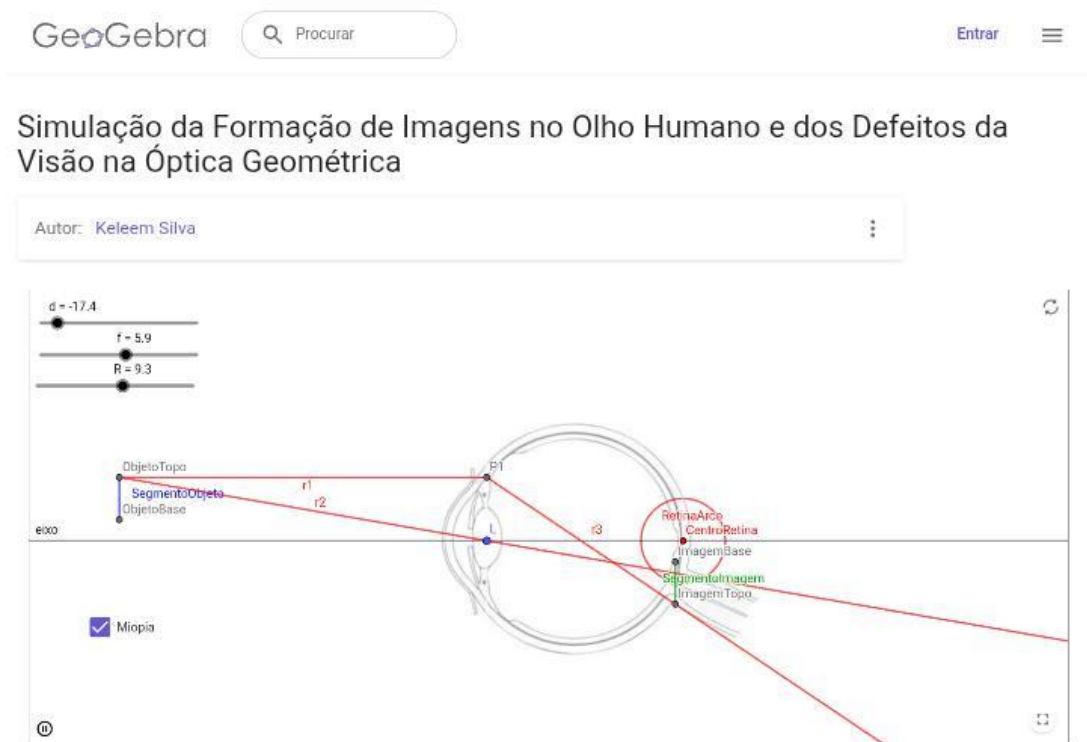 GeoGebra
Procurar
Entrar
Simulação da Formação de Imagens no Olho Humano e dos Defeitos da
Visão na Óptica Geométrica
Autor: Keleem Silva
d = -17.4
f = 5.9
R = 9.3
ObjetoTopo
P1
r1
SegmentoObjeto
r2
ObjetoBase
RetinaArco
eixo
L
r3
CentroRetina
ImagemBase
SegmentoImagem
ImagemTopo
Miopia